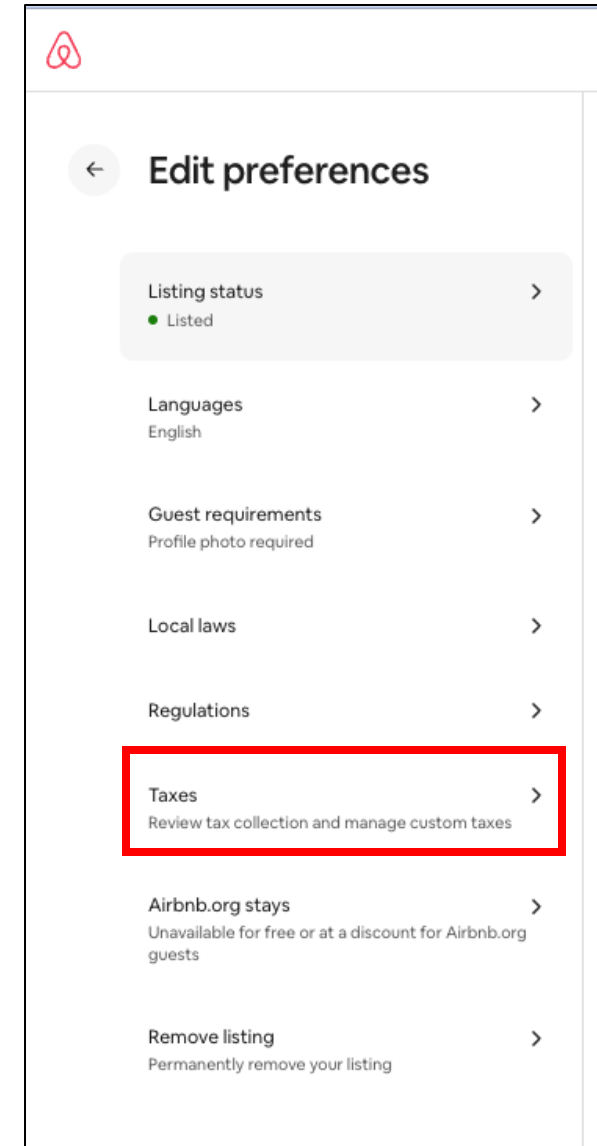 Edit preferences
Listing status
Listed
Languages
English
Guest requirements
Profile photo required
Local laws
Regulations
Taxes
Review tax collection and manage custom taxes
Airbnb.org stays
Unavailable for free or at a discount for Airbnb.org
guests
Remove listing
Permanently remove your listing